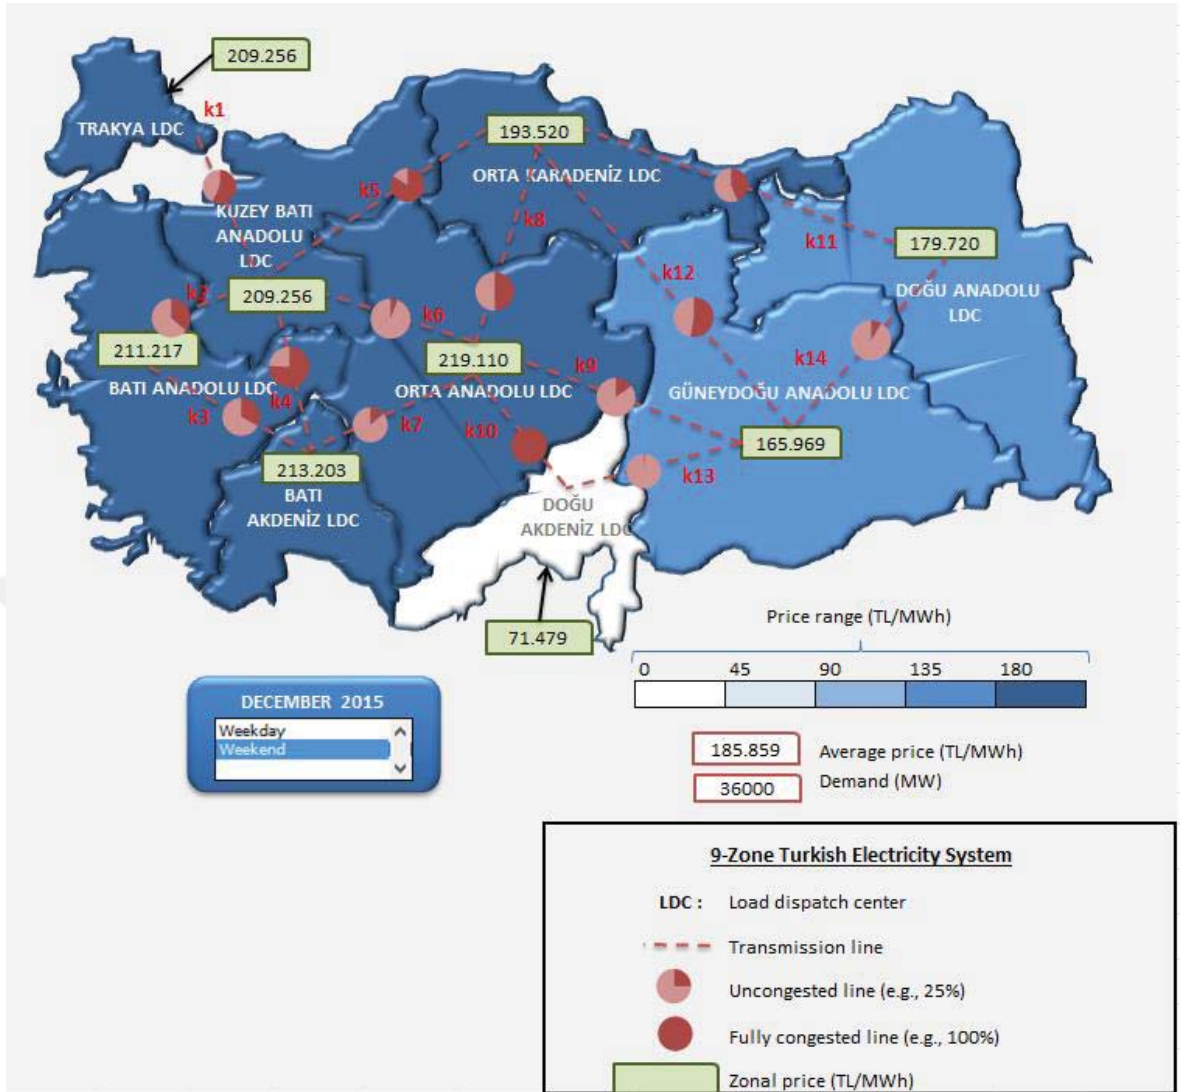 209.256
k1
TRAKYA LDC
193.520
ORTA KARADENİZ LDC
k5
KUZEY BATI
ANADOLU
LDC
k8
k11
179.720
k12
DOĞU ANADOLU
LDC
k2
209.256
k6
211.217
219.110
k9
k14
BATI ANADOLU LDC
k4
ORTA ANADOLU LDC
GÜNEYDOĞU ANADOLU LDC
k3
k7
k10
165.969
213.203
k13
BATI
AKDENİZ LDC
DOĞU
AKDENİZ LDC
71.479
Price range (TL/MWh)
0 45 90 135 180
DECEMBER 2015
Weekday
Weekend
185.859 Average price (TL/MWh)
36000 Demand (MW)
9-Zone Turkish Electricity System
LDC : Load dispatch center
Transmission line
Uncongested line (e.g., 25%)
Fully congested line (e.g., 100%)
Zonal price (TL/MWh)